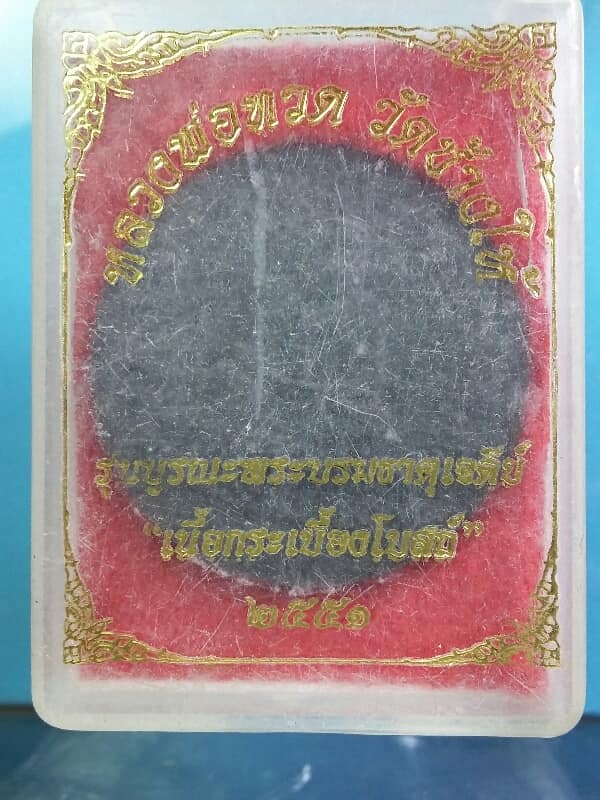 หลวงพ่อทวด วัดช้างให้
รุ่นบูรณะพระบรมธาตุเจดีย์
“เนื้อกระเบื้องโบสถ์”
๒๕๕๑